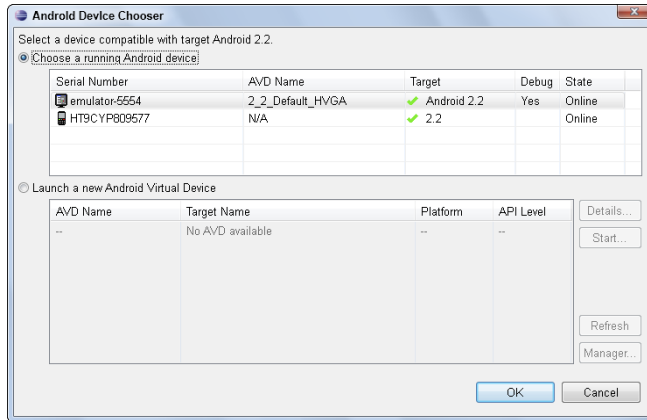 Android Device Chooser
Select a device compatible with target Android 2.2.
Choose a running Android device
Serial Number AVD Name Target Debug State
emulator-5554 2_2_Default_HVGA Android 2.2 Yes Online
HT9CYP809577 N/A 2.2 Online
Launch a new Android Virtual Device
AVD Name Target Name Platform API Level Details...
-- No AVD available -- -- Start...
Refresh
Manager...
OK Cancel